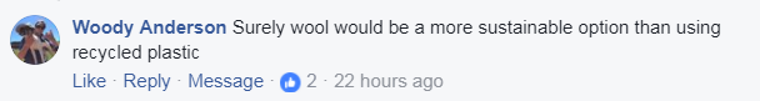 Woody Anderson Surely wool would be a more sustainable option than using
recycled plastic
Like · Reply · Message · 2 · 22 hours ago